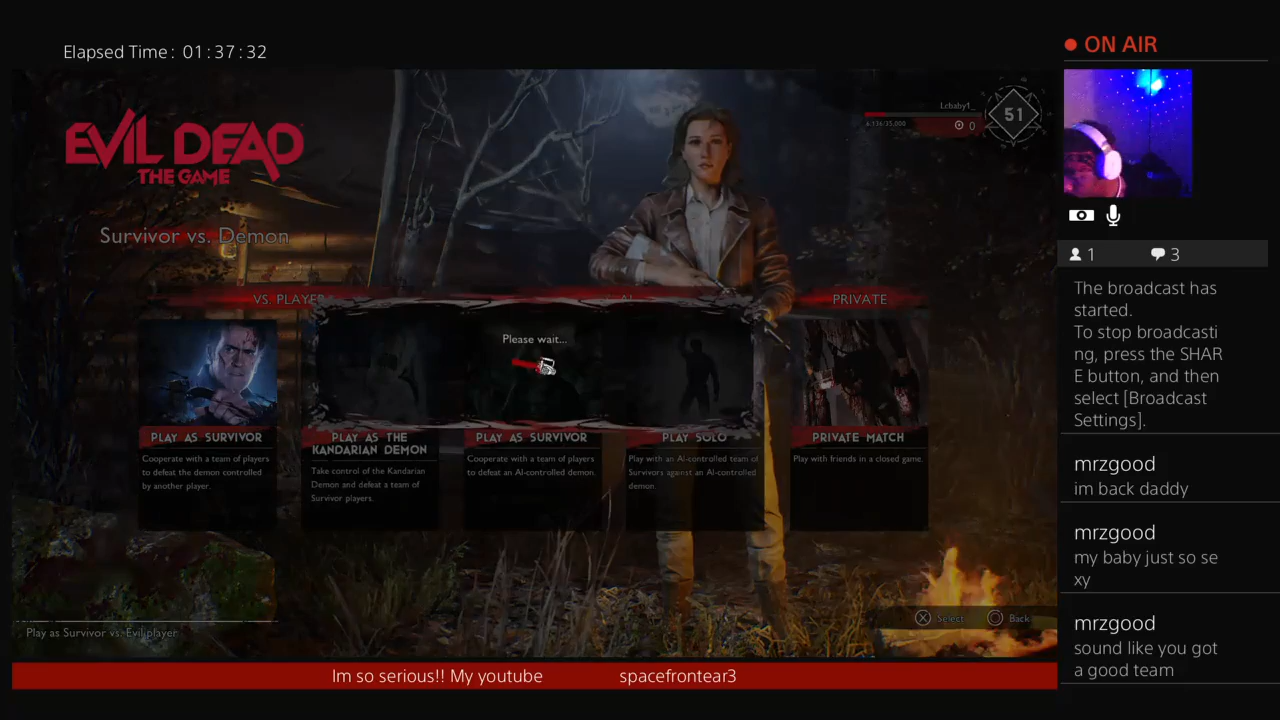 Elapsed Time: 01:37:32
ON AIR
EVIL DEAD
THE GAME
Lcbaby1_
51
0
Survivor vs. Demon
VS. PLAYER
AI
PRIVATE
Please wait...
PLAY AS SURVIVOR
Cooperate with a team of players
to defeat the demon controlled
by another player.
PLAY AS THE
KANDARIAN DEMON
Take control of the Kandarian
Demon and defeat a team of
Survivor players.
PLAY AS SURVIVOR
Cooperate with a team of players
to defeat an AI-controlled demon.
PLAY SOLO
Play with an AI-controlled team of
Survivors against an AI-controlled
demon.
PRIVATE MATCH
Play with friends in a closed game.
Select
Back
Play as Survivor vs. Evil player
Im so serious!! My youtube spacefrontear3
1 3
The broadcast has
started.
To stop broadcasti
ng, press the SHAR
E button, and then
select [Broadcast
Settings].
mrzgood
im back daddy
mrzgood
my baby just so se
xy
mrzgood
sound like you got
a good team